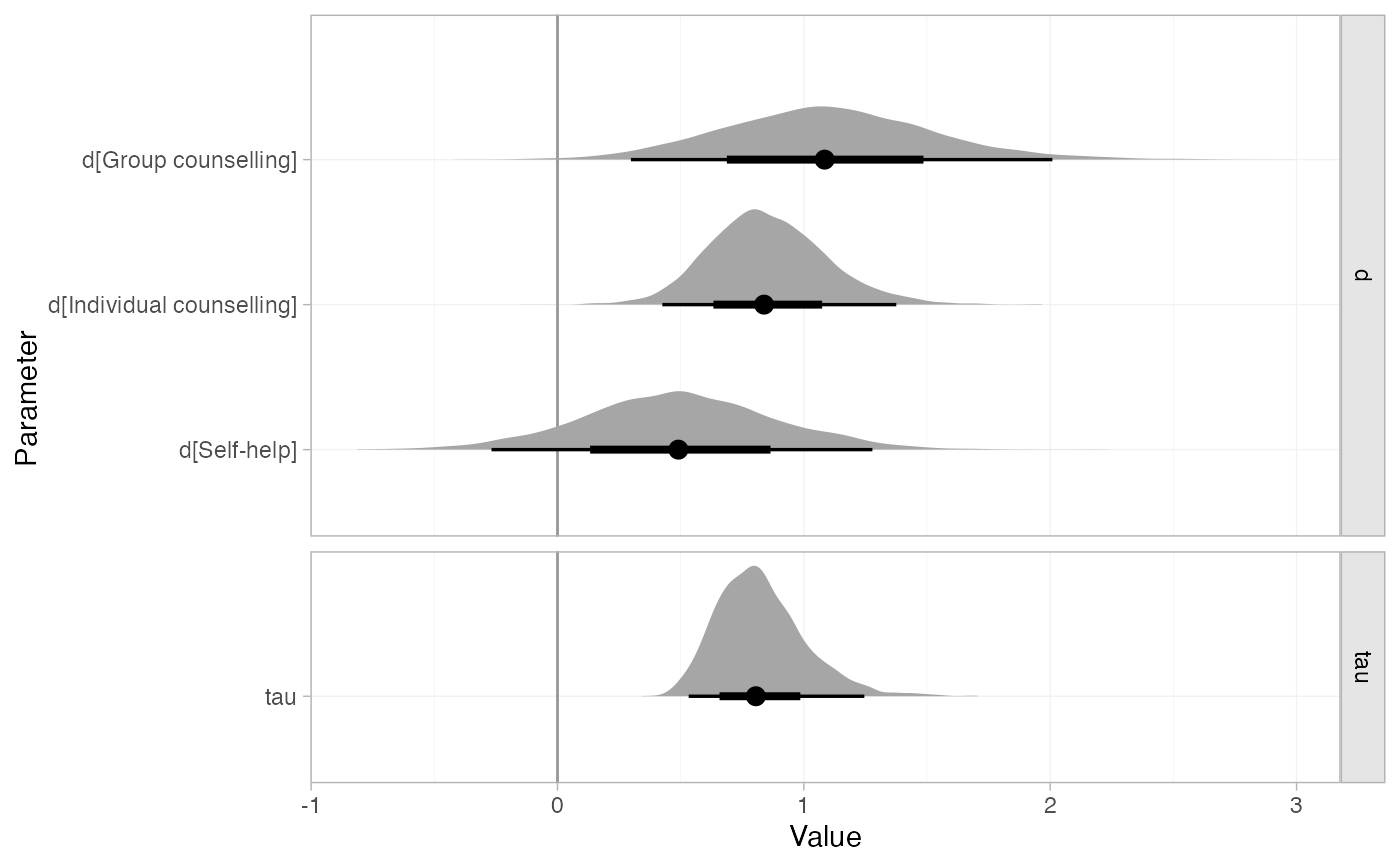 d[Group counselling]
d[Individual counselling]
d[Self-help]
d
Parameter
tau
tau
-1 0 1 2 3
Value